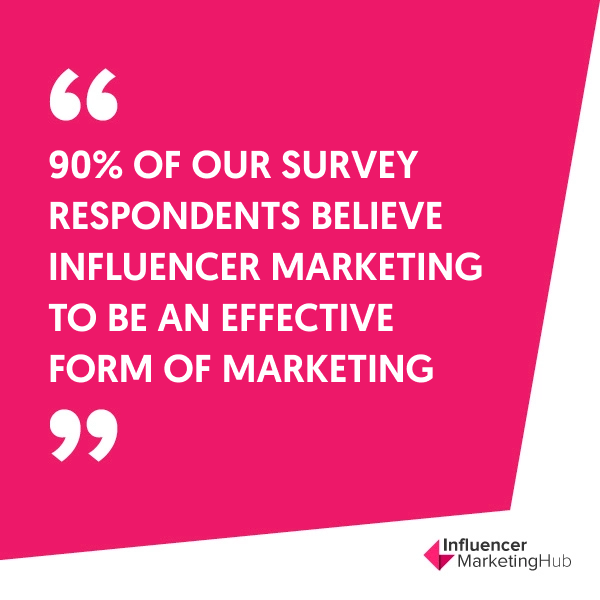 “
90% OF OUR SURVEY
RESPONDENTS BELIEVE
INFLUENCER MARKETING
TO BE AN EFFECTIVE
FORM OF MARKETING
”
Influencer
MarketingHub